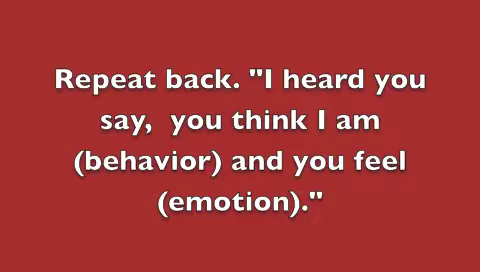 Repeat back. "I heard you
say,  you think I am
(behavior) and you feel
(emotion)."